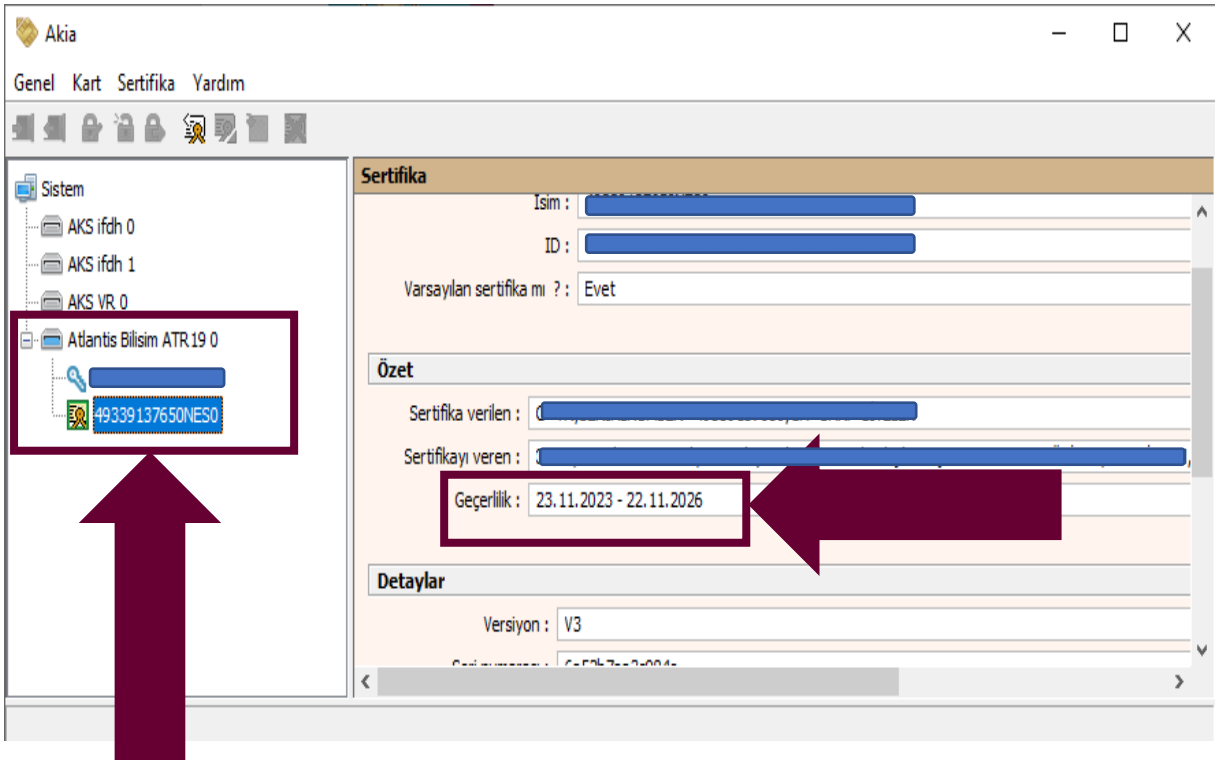 Akia
Genel Kart Sertifika Yardım
Sistem
AKS ifdh 0
AKS ifdh 1
AKS VR 0
Atlantis Bilisim ATR19 0
49339137650NES0
Sertifika
İsim :
ID :
Varsayılan sertifika mı ? : Evet
Özet
Sertifika verilen :
Sertifikayı veren :
Geçerlilik : 23.11.2023 - 22.11.2026
Detaylar
Versiyon : V3